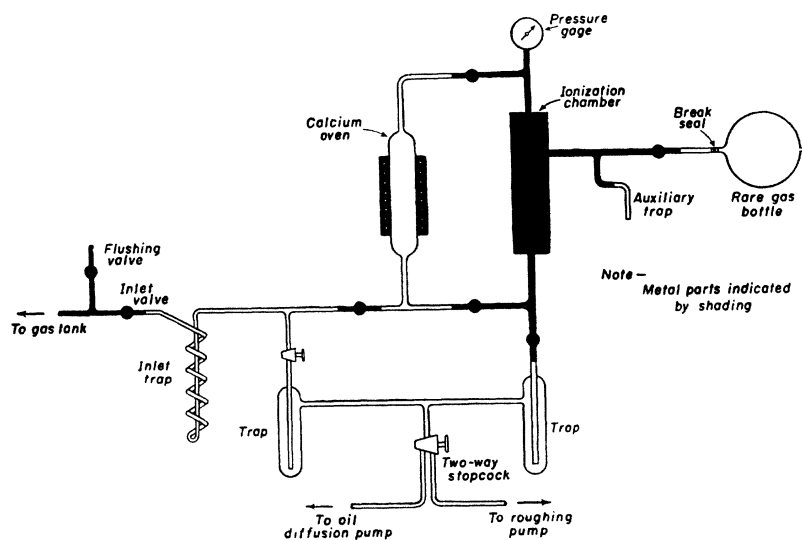 Pressure
gage
Ionization
chamber
Break
seal
Calcium
oven
Auxiliary
trap
Rare gas
bottle
Flushing
valve
Inlet
valve
Note —
Metal parts indicated
by shading
To gas tank
Inlet
trap
Trap
Trap
Two-way
stopcock
To oil
diffusion pump
To roughing
pump